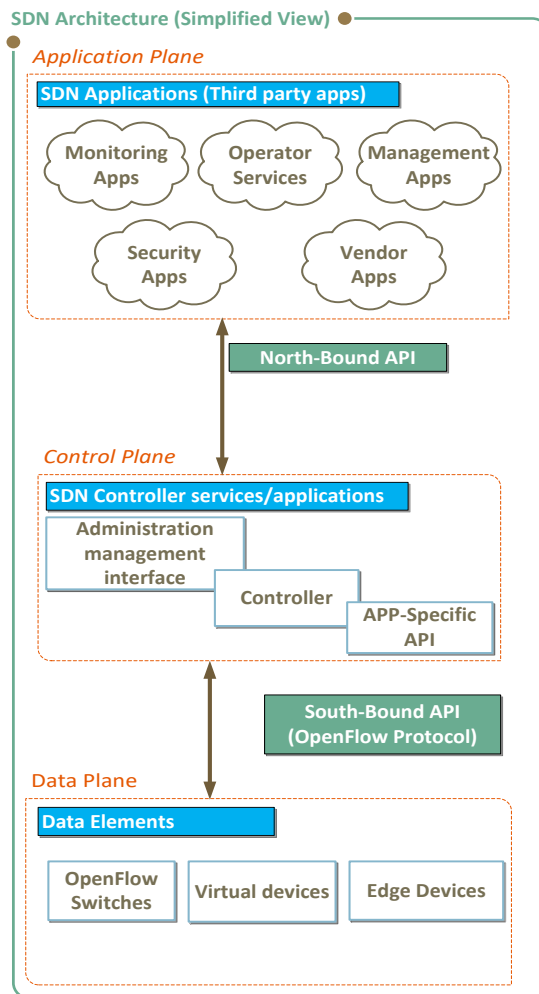 SDN Architecture (Simplified View)
Application Plane
SDN Applications (Third party apps)
Monitoring
Apps
Operator
Services
Management
Apps
Security
Apps
Vendor
Apps
North-Bound API
Control Plane
SDN Controller services/applications
Administration
management
interface
Controller
APP-Specific
API
South-Bound API
(OpenFlow Protocol)
Data Plane
Data Elements
OpenFlow
Switches
Virtual devices
Edge Devices